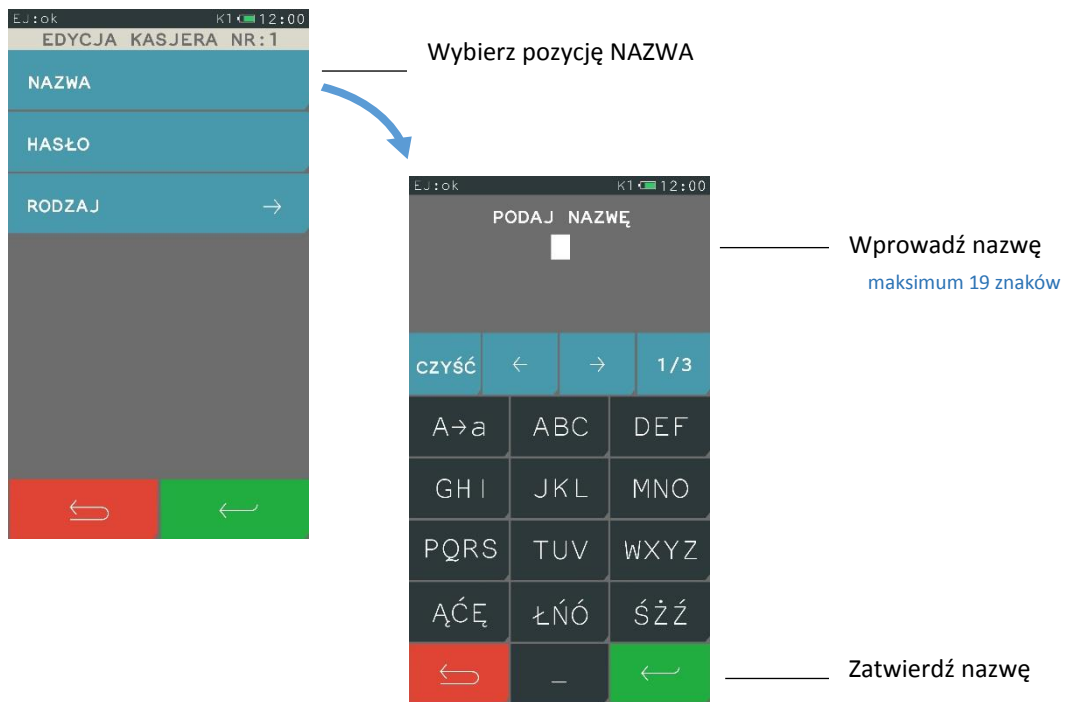 EJ:ok K1 12:00
EDYCJA KASJERA NR:1
NAZWA
HASŁO
RODZAJ →
Wybierz pozycję NAZWA
EJ:ok K1 12:00
PODAJ NAZWĘ
Wprowadź nazwę
maksimum 19 znaków
CZYŚĆ ← → 1/3
A→a ABC DEF
GHI JKL MNO
PQRS TUV WXYZ
ĄĆĘ ŁŃÓ ŚŻŹ
_
Zatwierdź nazwę